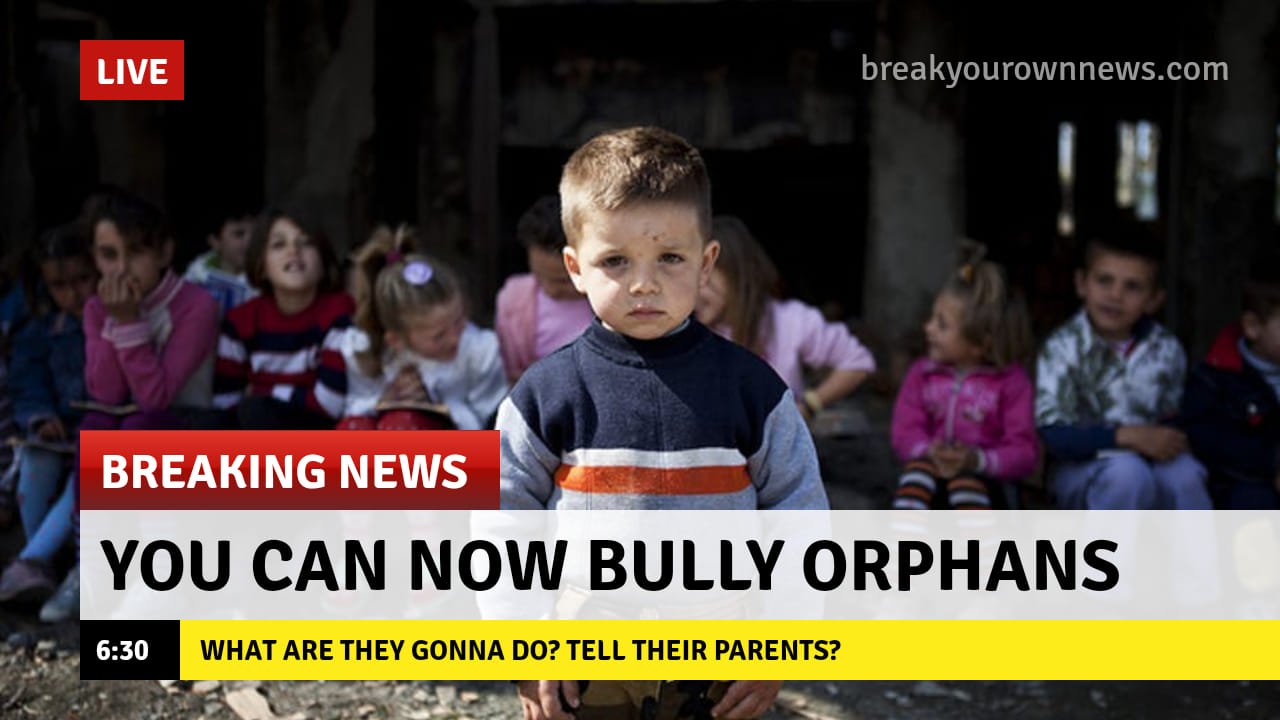 LIVE
breakyourownnews.com
BREAKING NEWS
YOU CAN NOW BULLY ORPHANS
6:30
WHAT ARE THEY GONNA DO? TELL THEIR PARENTS?